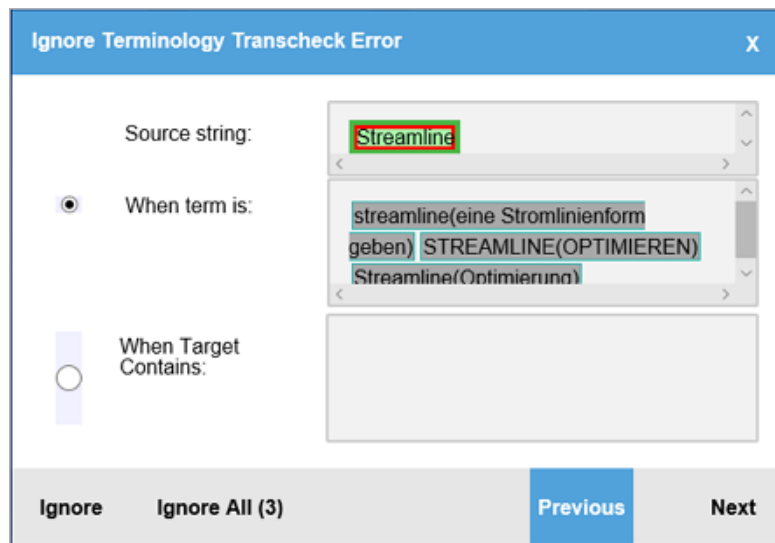 Ignore Terminology Transcheck Error X
Source string: Streamline
When term is: streamline(eine Stromlinienform
geben) STREAMLINE(OPTIMIEREN)
Streamline(Optimierung)
When Target
Contains:
Ignore Ignore All (3) Previous Next